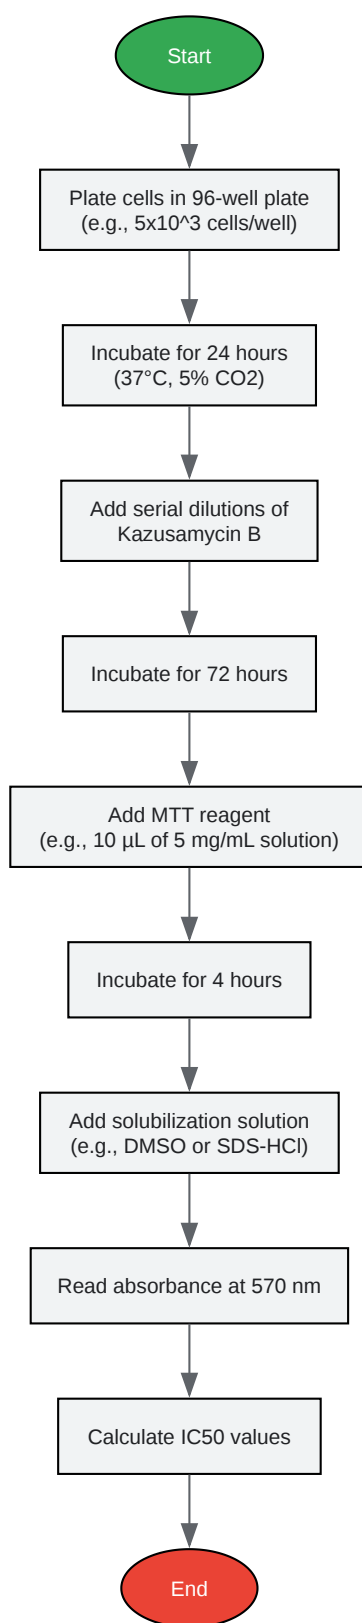 Start
Plate cells in 96-well plate
(e.g., 5x10^3 cells/well)
Incubate for 24 hours
(37°C, 5% CO2)
Add serial dilutions of
Kazusamycin B
Incubate for 72 hours
Add MTT reagent
(e.g., 10 µL of 5 mg/mL solution)
Incubate for 4 hours
Add solubilization solution
(e.g., DMSO or SDS-HCl)
Read absorbance at 570 nm
Calculate IC50 values
End